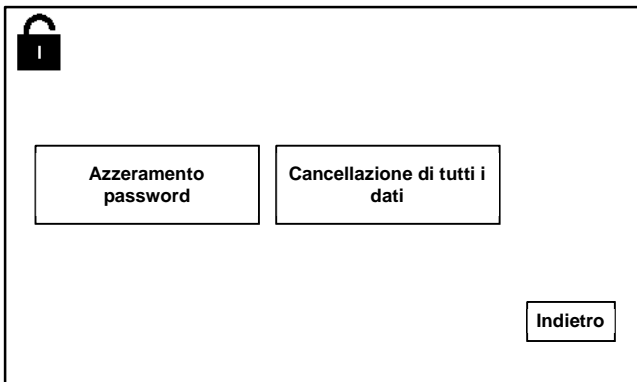 I
Azzeramento
password
Cancellazione di tutti i
dati
Indietro